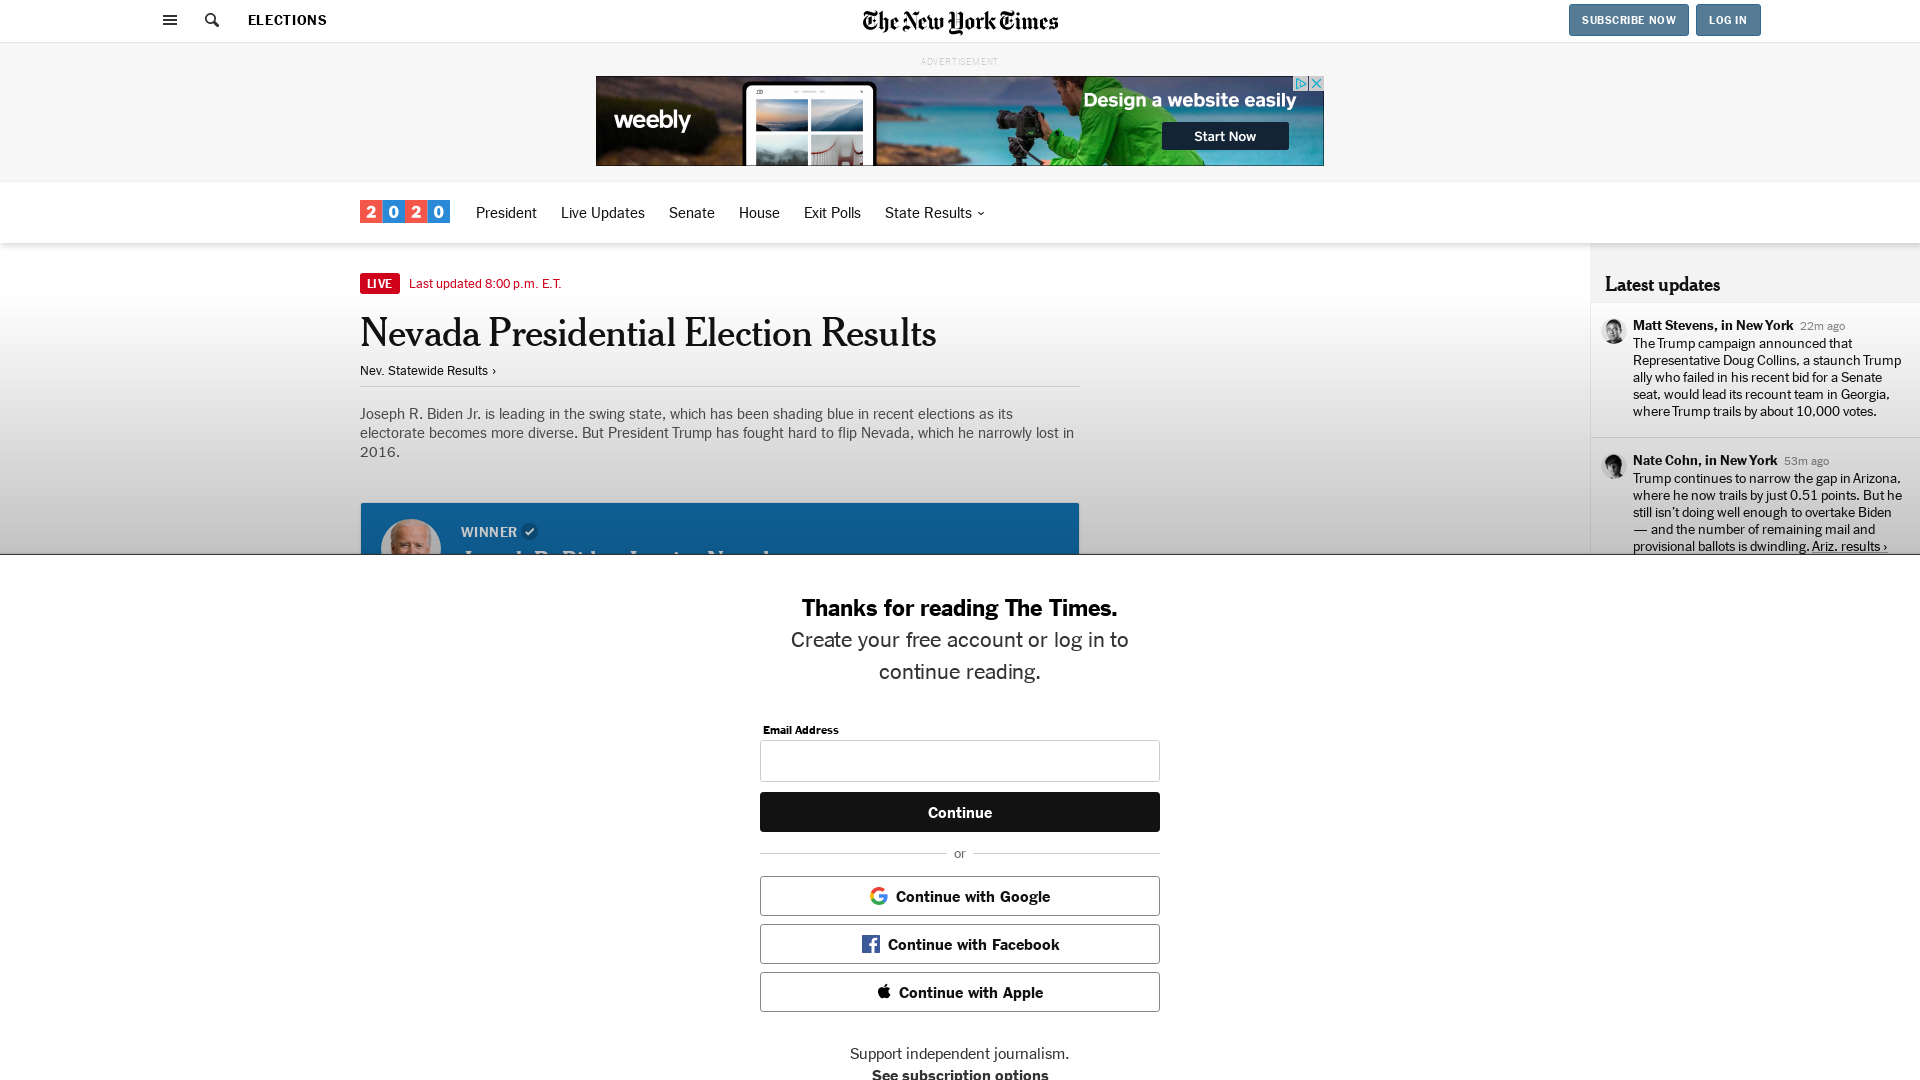 ELECTIONS
The New York Times
SUBSCRIBE NOW
LOG IN
ADVERTISEMENT
weebly
Design a website easily
Start Now
2020
President
Live Updates
Senate
House
Exit Polls
State Results
LIVE
Last updated 8:00 p.m. E.T.
Nevada Presidential Election Results
Nev. Statewide Results ›
Joseph R. Biden Jr. is leading in the swing state, which has been shading blue in recent elections as its
electorate becomes more diverse. But President Trump has fought hard to flip Nevada, which he narrowly lost in
2016.
WINNER
Latest updates
Matt Stevens, in New York 22m ago
The Trump campaign announced that
Representative Doug Collins, a staunch Trump
ally who failed in his recent bid for a Senate
seat, would lead its recount team in Georgia,
where Trump trails by about 10,000 votes.
Nate Cohn, in New York 53m ago
Trump continues to narrow the gap in Arizona,
where he now trails by just 0.51 points. But he
still isn’t doing well enough to overtake Biden
— and the number of remaining mail and
provisional ballots is dwindling. Ariz. results ›
Thanks for reading The Times.
Create your free account or log in to
continue reading.
Email Address
Continue
or
Continue with Google
Continue with Facebook
Continue with Apple
Support independent journalism.
See subscription options